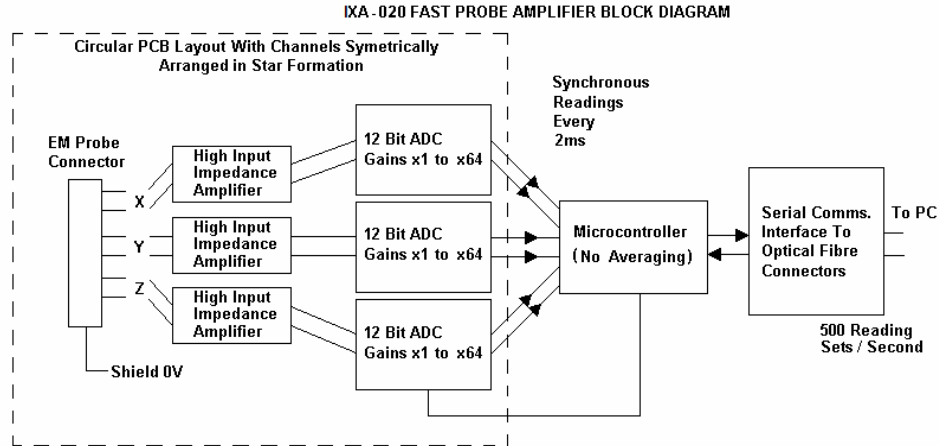 IXA-020 FAST PROBE AMPLIFIER BLOCK DIAGRAM
Circular PCB Layout With Channels Symetrically
Arranged in Star Formation
Synchronous
Readings
Every
2ms
EM Probe
Connector
X
Y
Z
Shield 0V
High Input
Impedance
Amplifier
High Input
Impedance
Amplifier
High Input
Impedance
Amplifier
12 Bit ADC
Gains x1 to x64
12 Bit ADC
Gains x1 to x64
12 Bit ADC
Gains x1 to x64
Microcontroller
(No Averaging)
Serial Comms.
Interface To
Optical Fibre
Connectors
To PC
500 Reading
Sets / Second